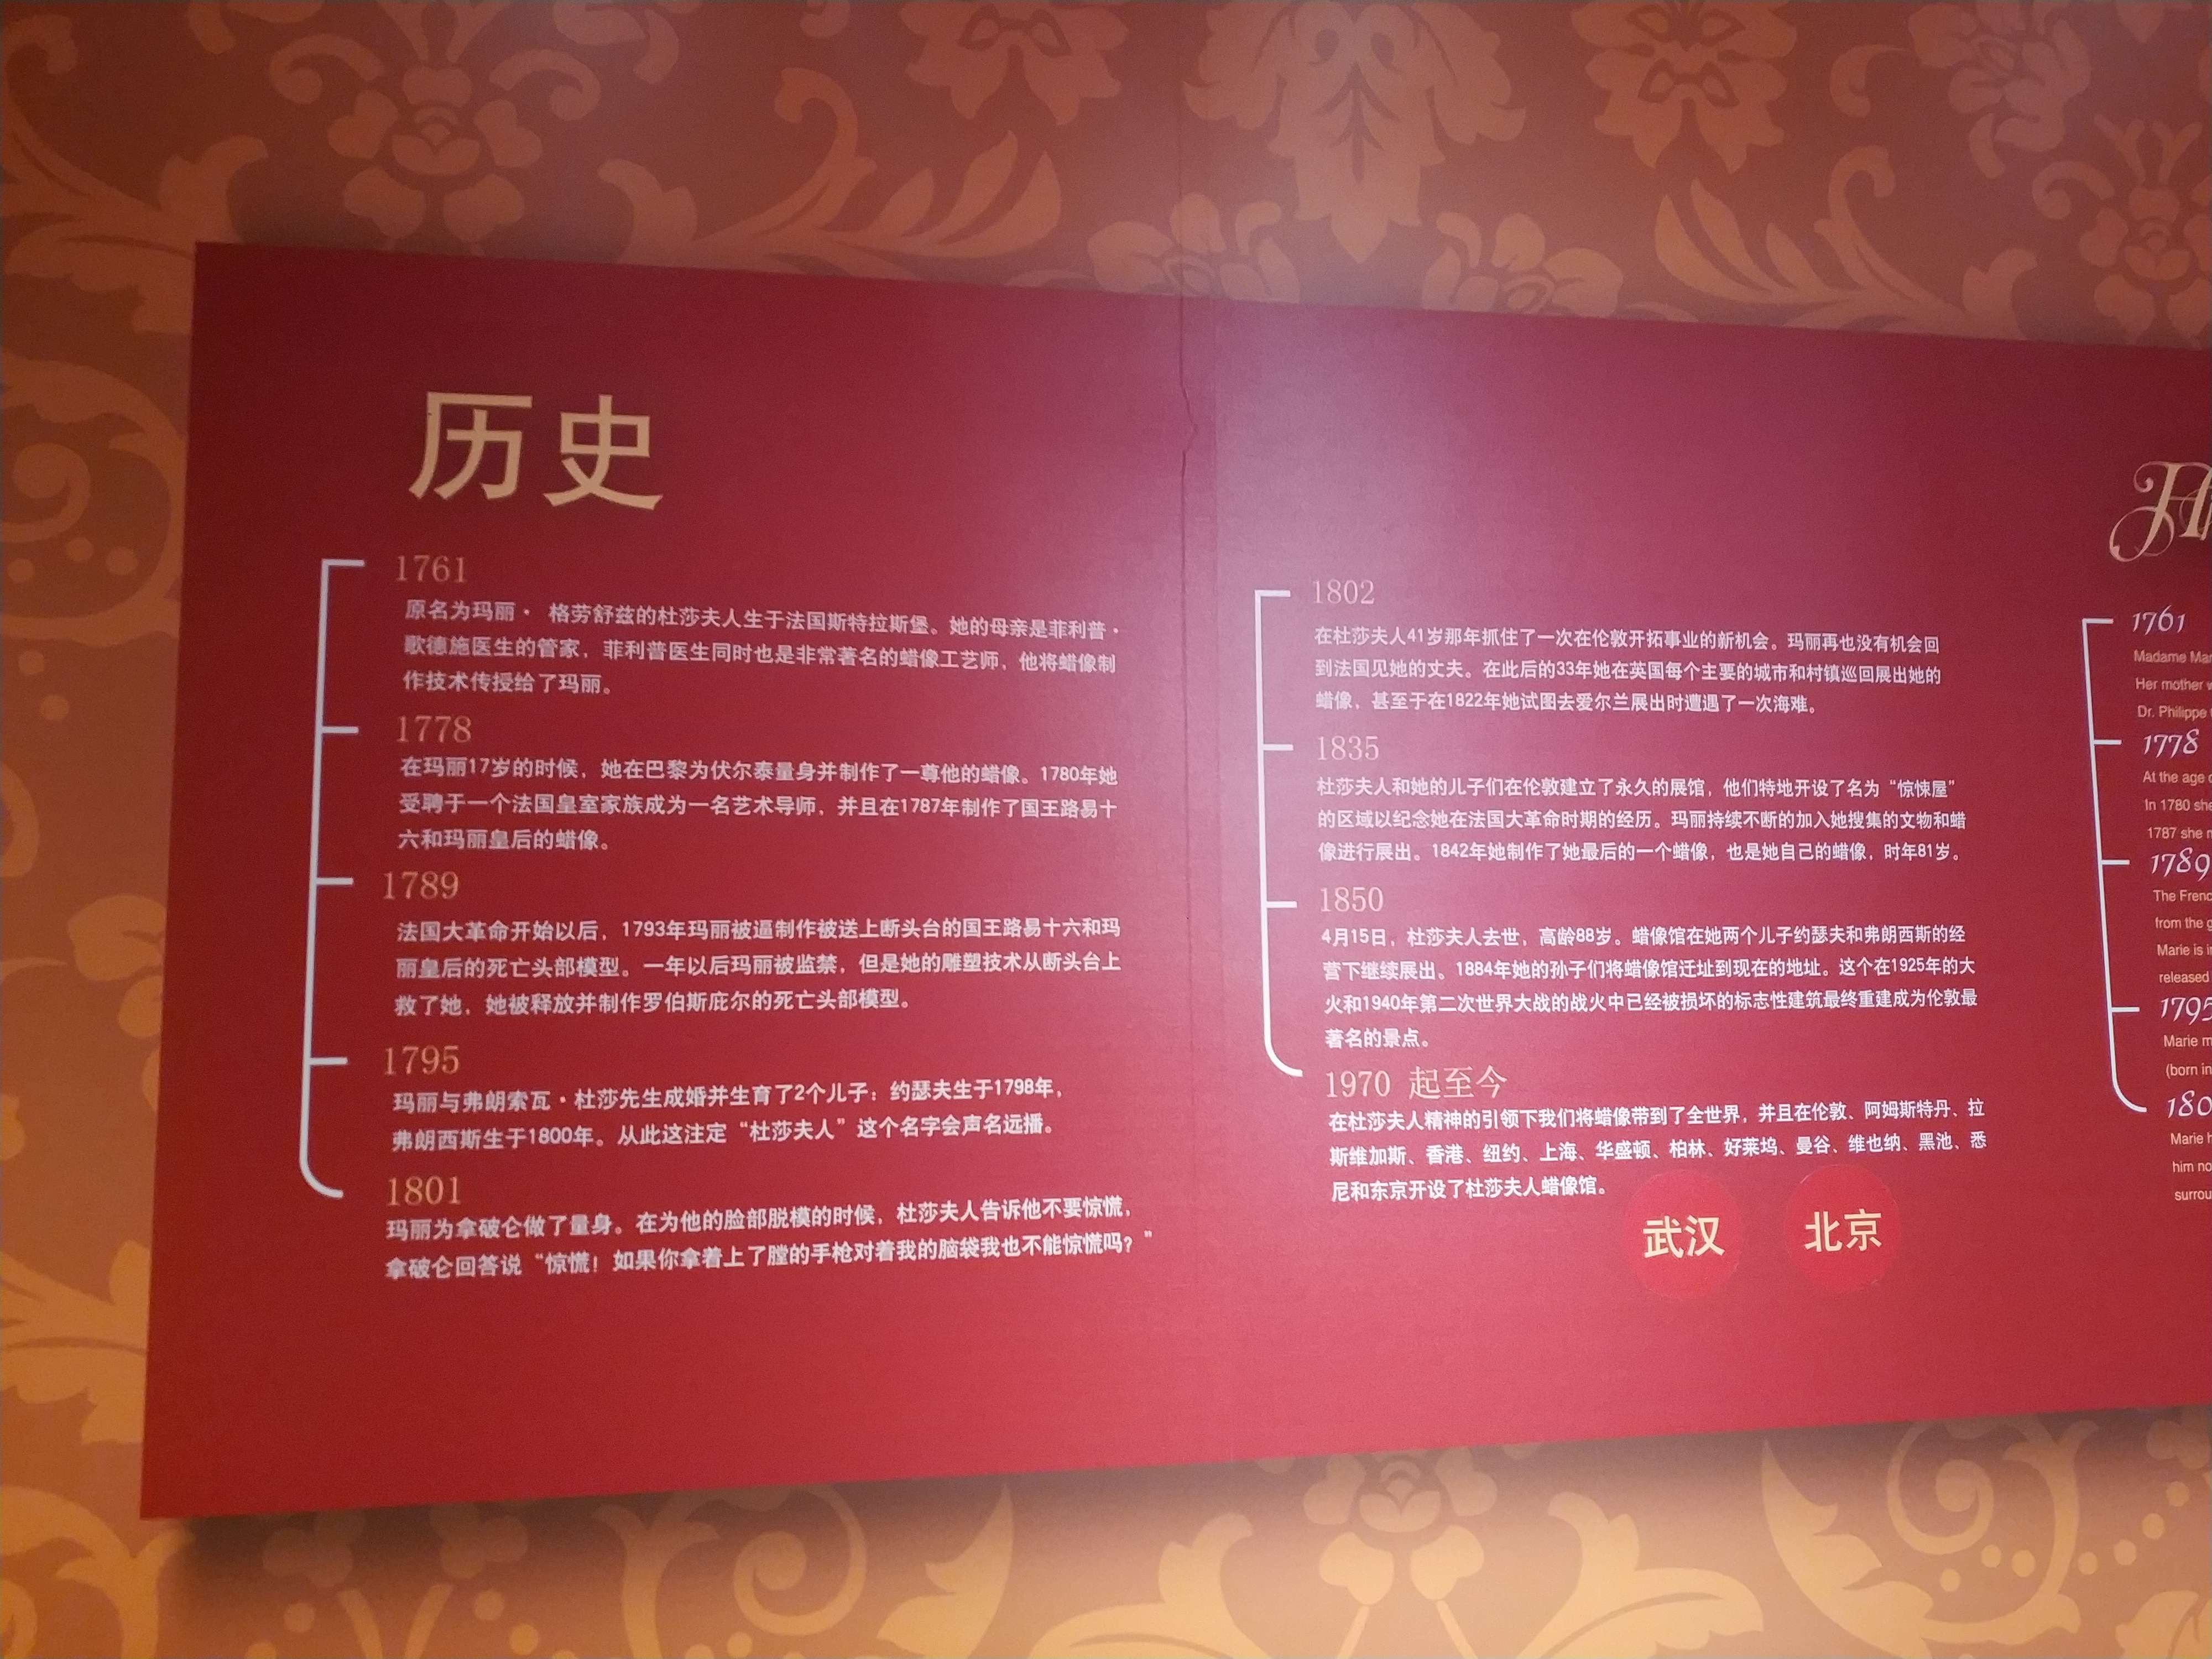 历史
1761
原名为玛丽· 格劳舒兹的杜莎夫人生于法国斯特拉斯堡。她的母亲是菲利普·
歌德施医生的管家，菲利普医生同时也是非常著名的蜡像工艺师，他将蜡像制
作技术传授给了玛丽。
1778
在玛丽17岁的时候，她在巴黎为伏尔泰量身并制作了一尊他的蜡像。1780年她
受聘于一个法国皇室家族成为一名艺术导师，并且在1787年制作了国王路易十
六和玛丽皇后的蜡像。
1789
法国大革命开始以后，1793年玛丽被逼制作被送上断头台的国王路易十六和玛
丽皇后的死亡头部模型。一年以后玛丽被监禁，但是她的雕塑技术从断头台上
救了她，她被释放并制作罗伯斯庇尔的死亡头部模型。
1795
玛丽与弗朗索瓦·杜莎先生成婚并生育了2个儿子：约瑟夫生于1798年，
弗朗西斯生于1800年。从此这注定“杜莎夫人”这个名字会声名远播。
1801
玛丽为拿破仑做了量身。在为他的脸部脱模的时候，杜莎夫人告诉他不要惊慌，
拿破仑回答说“惊慌！如果你拿着上了膛的手枪对着我的脑袋我也不能惊慌吗？”
1802
在杜莎夫人41岁那年抓住了一次在伦敦开拓事业的新机会。玛丽再也没有机会回
到法国见她的丈夫。在此后的33年她在英国每个主要的城市和村镇巡回展出她的
蜡像，甚至于在1822年她试图去爱尔兰展出时遭遇了一次海难。
1835
杜莎夫人和她的儿子们在伦敦建立了永久的展馆，他们特地开设了名为“惊悚屋”
的区域以纪念她在法国大革命时期的经历。玛丽持续不断的加入她搜集的文物和蜡
像进行展出。1842年她制作了她最后的一个蜡像，也是她自己的蜡像，时年81岁。
1850
4月15日，杜莎夫人去世，高龄88岁。蜡像馆在她两个儿子约瑟夫和弗朗西斯的经
营下继续展出。1884年她的孙子们将蜡像馆迁址到现在的地址。这个在1925年的大
火和1940年第二次世界大战的战火中已经被损坏的标志性建筑最终重建成为伦敦最
著名的景点。
1970 起至今
在杜莎夫人精神的引领下我们将蜡像带到了全世界，并且在伦敦、阿姆斯特丹、拉
斯维加斯、香港、纽约、上海、华盛顿、柏林、好莱坞、曼谷、维也纳、黑池、悉
尼和东京开设了杜莎夫人蜡像馆。
武汉 北京
1761
Madame
Her mother
Dr. Philippe
1778
At the age
In 1780 she
1787 she
1789
The
from the
Marie is
released
1795
Marie
(born in
Marie
him